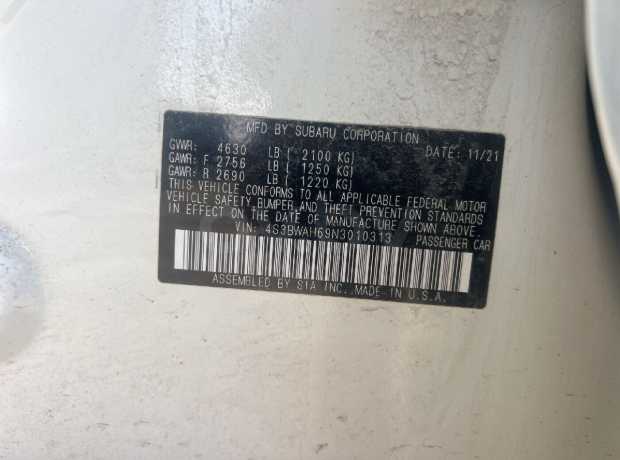 MFD BY SUBARU CORPORATION DATE: 11/21
GVWR: 4630 LB ( 2100 KG)
GAWR: F 2756 LB ( 1250 KG)
GAWR: R 2690 LB ( 1220 KG)
THIS VEHICLE CONFORMS TO ALL APPLICABLE FEDERAL MOTOR
VEHICLE SAFETY, BUMPER, AND THEFT PREVENTION STANDARDS
IN EFFECT ON THE DATE OF MANUFACTURE SHOWN ABOVE.
VIN: 4S3BWAH69N3010313 PASSENGER CAR
ASSEMBLED BY SIA INC. MADE IN U.S.A.